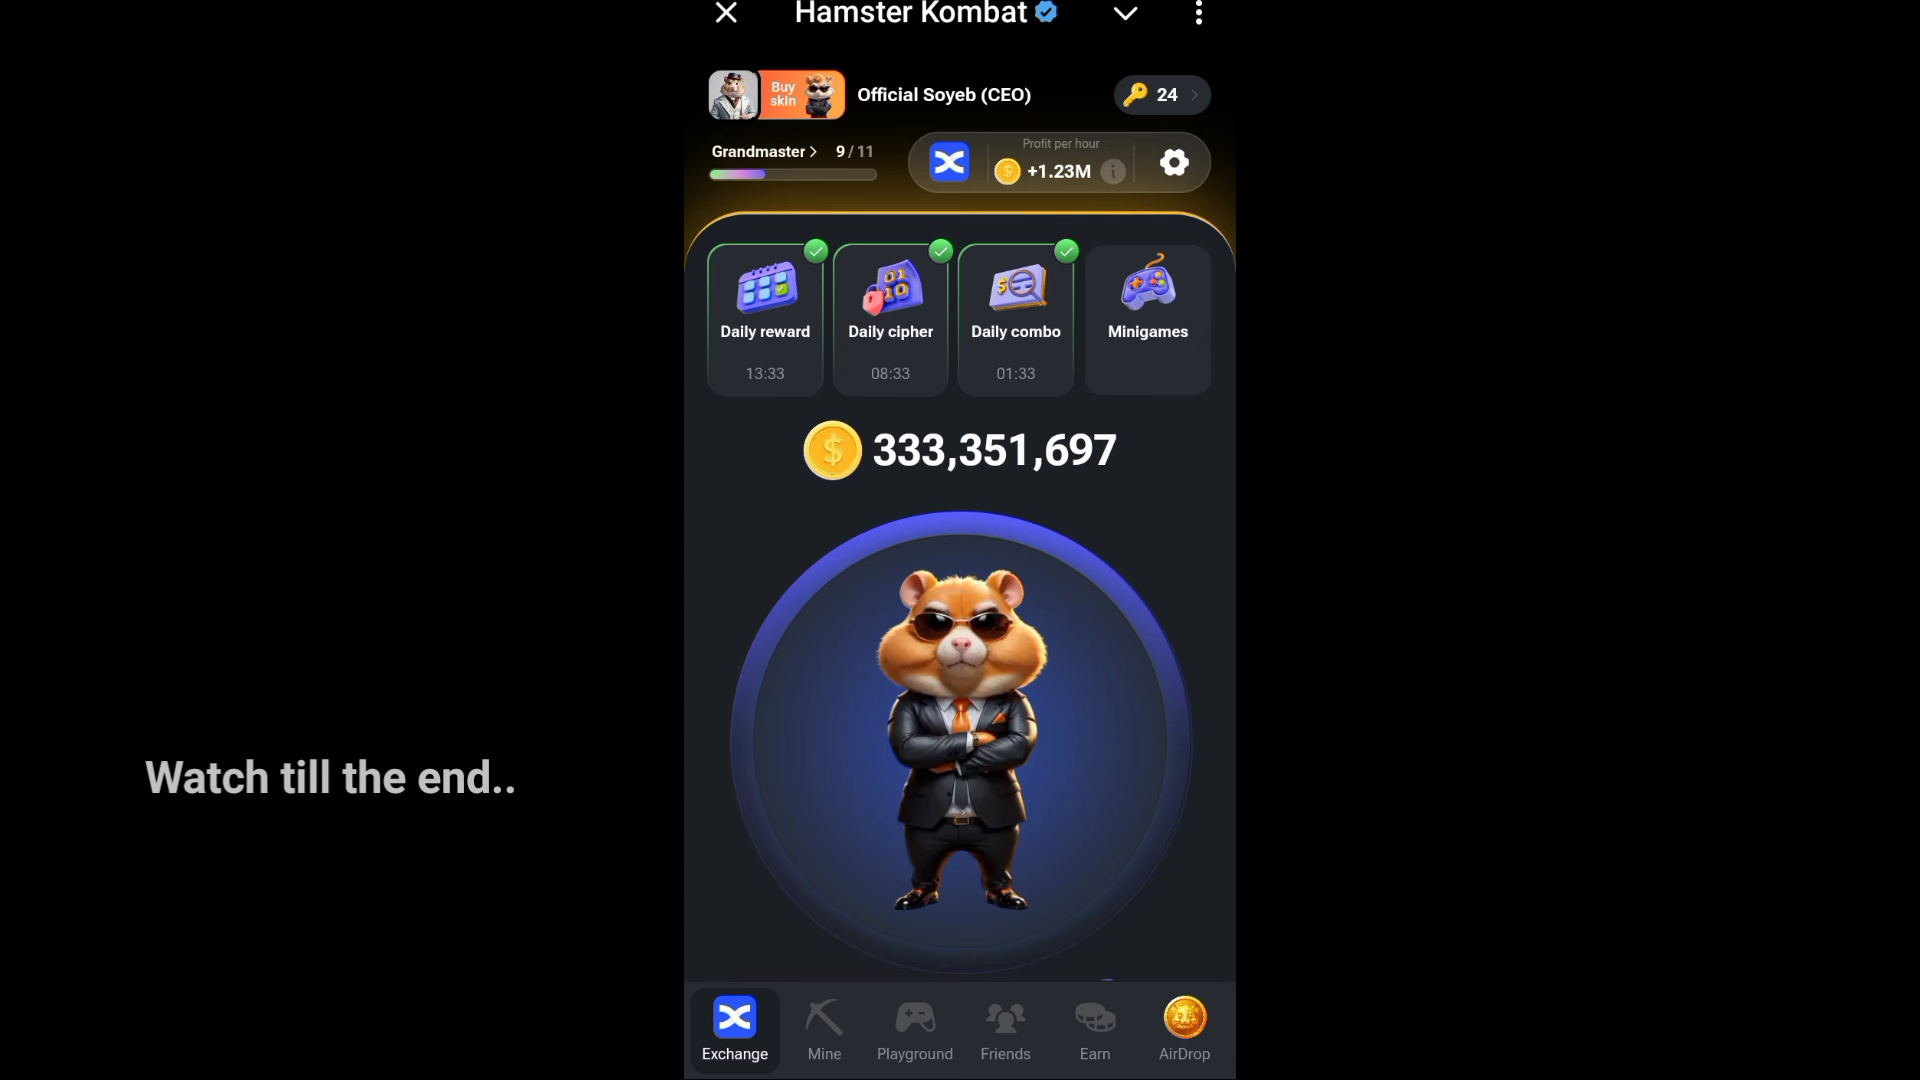 Hamster Kombat
Buy
skin
Official Soyeb (CEO)
24
Grandmaster
9 / 11
Profit per hour
+1.23M
Daily reward
13:33
Daily cipher
08:33
Daily combo
01:33
Minigames
333,351,697
Watch till the end..
Exchange
Mine
Playground
Friends
Earn
AirDrop